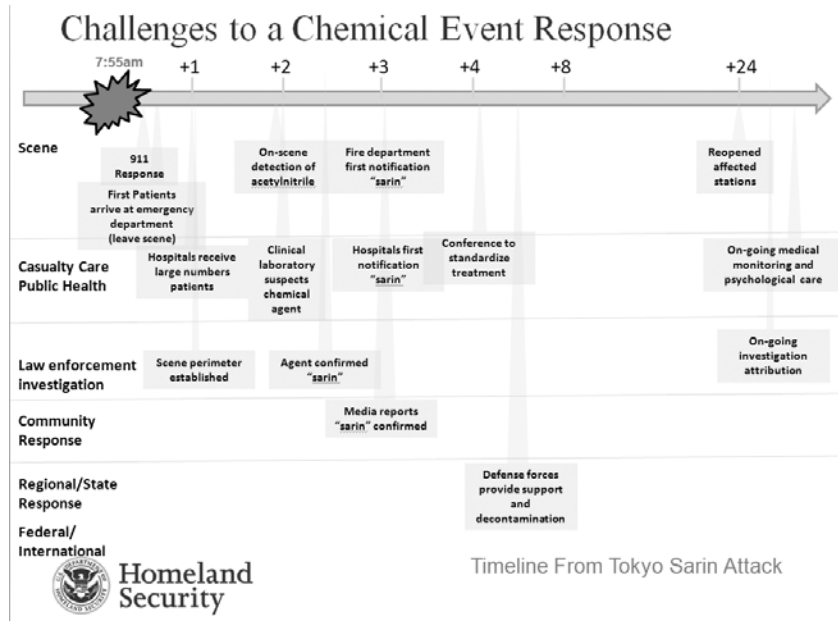 Challenges to a Chemical Event Response
7:55am
+1
+2
+3
+4
+8
+24
Scene
911
Response
First Patients
arrive at emergency
department
(leave scene)
On-scene
detection of
acetylnitrile
Fire department
first notification
“sarin”
Reopened
affected
stations
Casualty Care
Public Health
Hospitals receive
large numbers
patients
Clinical
laboratory
suspects
chemical
agent
Hospitals first
notification
“sarin”
Conference to
standardize
treatment
On-going medical
monitoring and
psychological care
Law enforcement
investigation
Scene perimeter
established
Agent confirmed
“sarin”
On-going
investigation
attribution
Community
Response
Media reports
“sarin” confirmed
Regional/State
Response
Defense forces
provide support
and
decontamination
Federal/
International
Homeland
Security
Timeline From Tokyo Sarin Attack